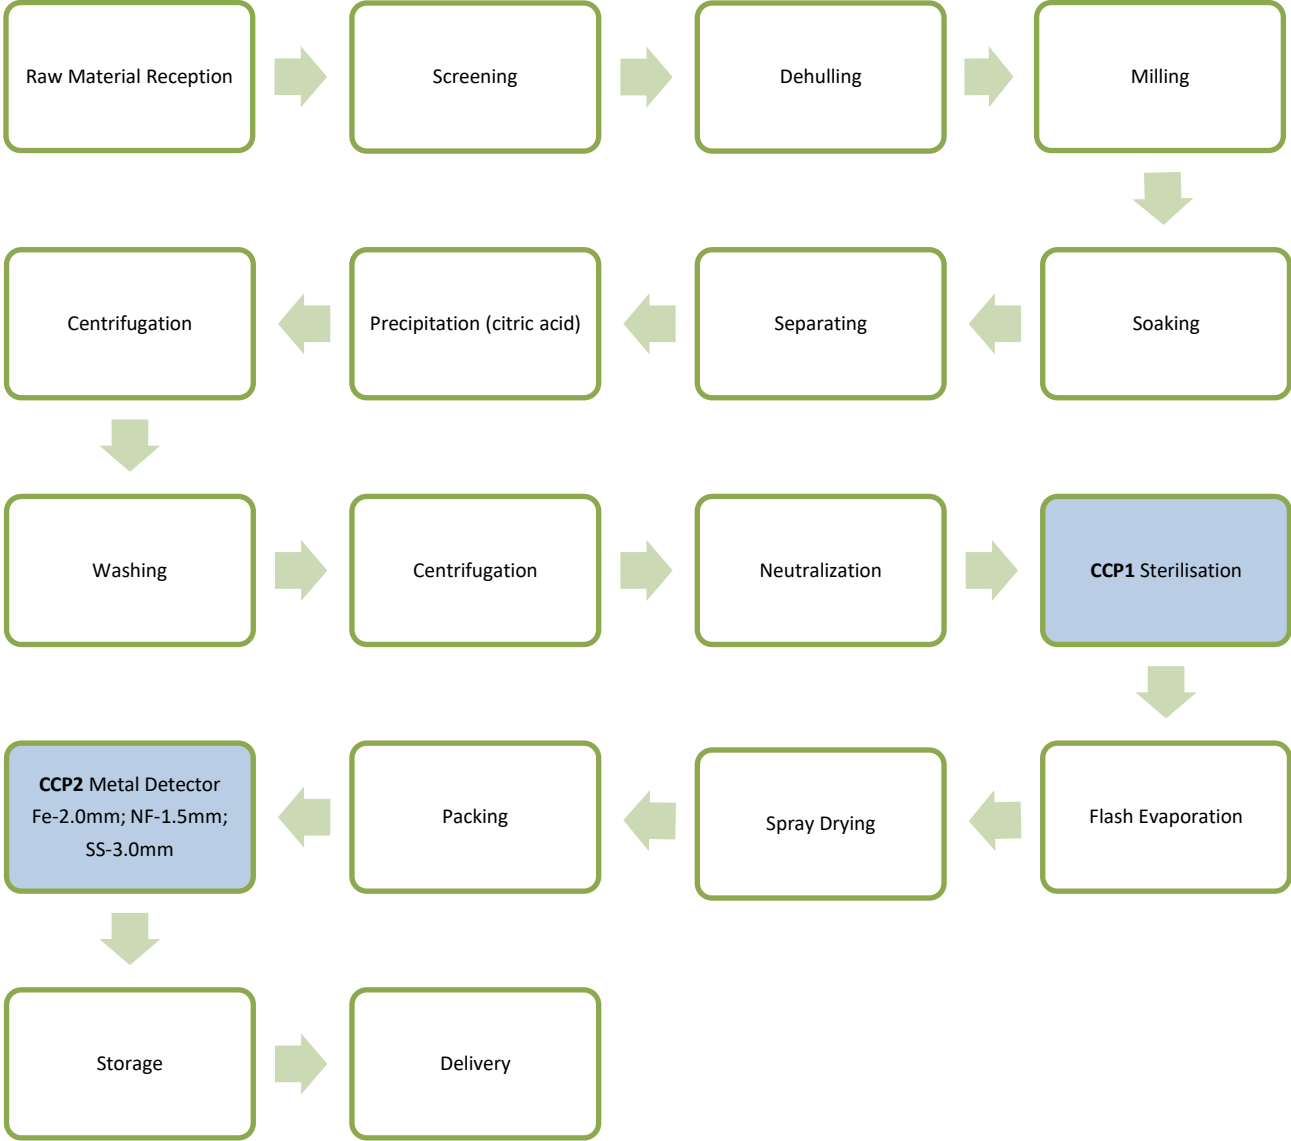 Raw Material Reception
Screening
Dehulling
Milling
Soaking
Separating
Precipitation (citric acid)
Centrifugation
Washing
Centrifugation
Neutralization
CCP1 Sterilisation
Flash Evaporation
Spray Drying
Packing
CCP2 Metal Detector
Fe-2.0mm; NF-1.5mm;
SS-3.0mm
Storage
Delivery